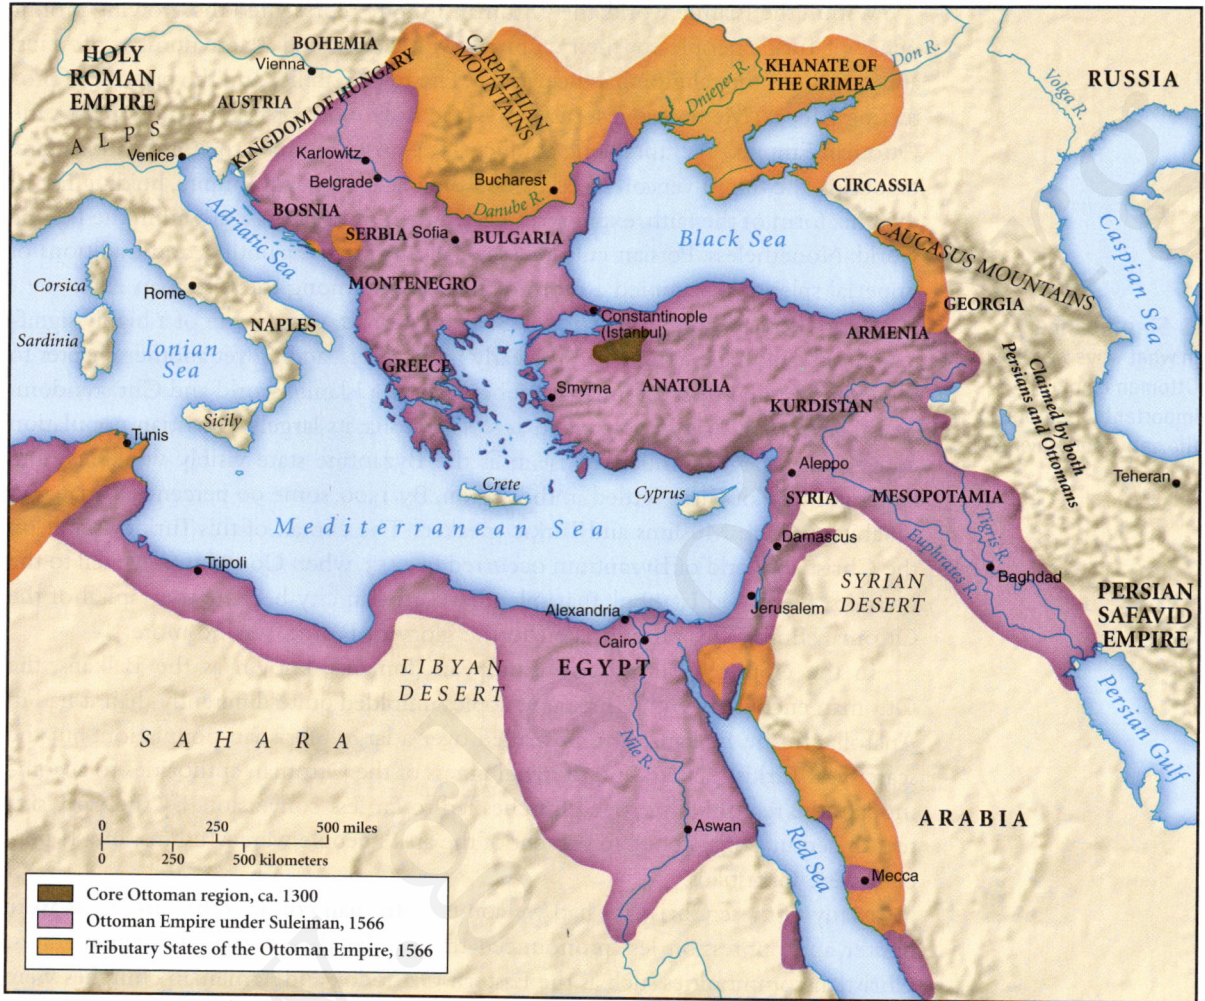 HOLY
ROMAN
EMPIRE
BOHEMIA
Vienna
AUSTRIA
KINGDOM OF HUNGARY
CARPATHIAN
MOUNTAINS
Dnieper R.
KHANATE OF
THE CRIMEA
Don R.
Volga R.
RUSSIA
ALPS
Venice
Karlowitz
Belgrade
Bucharest
Danube R.
CIRCASSIA
BOSNIA
Adriatic Sea
SERBIA
Sofia
BULGARIA
Black Sea
CAUCASUS MOUNTAINS
Caspian Sea
Corsica
Rome
MONTENEGRO
GEORGIA
Sardinia
NAPLES
Ionian
Sea
Constantinople
(Istanbul)
ARMENIA
GREECE
Smyrna
ANATOLIA
KURDISTAN
Claimed by both
Persians and Ottomans
Sicily
Tunis
Aleppo
Teheran
Crete
Cyprus
SYRIA
MESOPOTAMIA
Mediterranean Sea
Tigris R.
Damascus
Euphrates R.
Tripoli
Baghdad
SYRIAN
DESERT
PERSIAN
SAFAVID
EMPIRE
Alexandria
Jerusalem
Cairo
LIBYAN
DESERT
EGYPT
Persian Gulf
SAHARA
Nile R.
0 250 500 miles
0 250 500 kilometers
Aswan
Red Sea
ARABIA
Mecca
Core Ottoman region, ca. 1300
Ottoman Empire under Suleiman, 1566
Tributary States of the Ottoman Empire, 1566